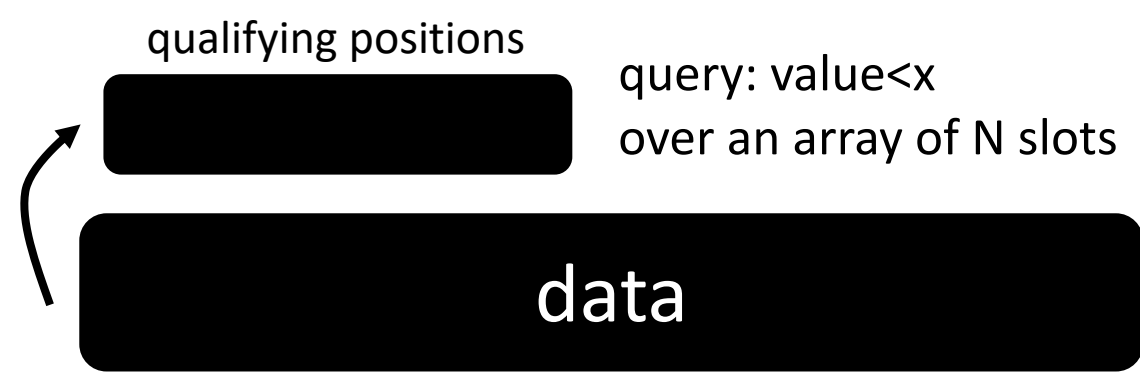 qualifying positions
query: value<x
over an array of N slots
data